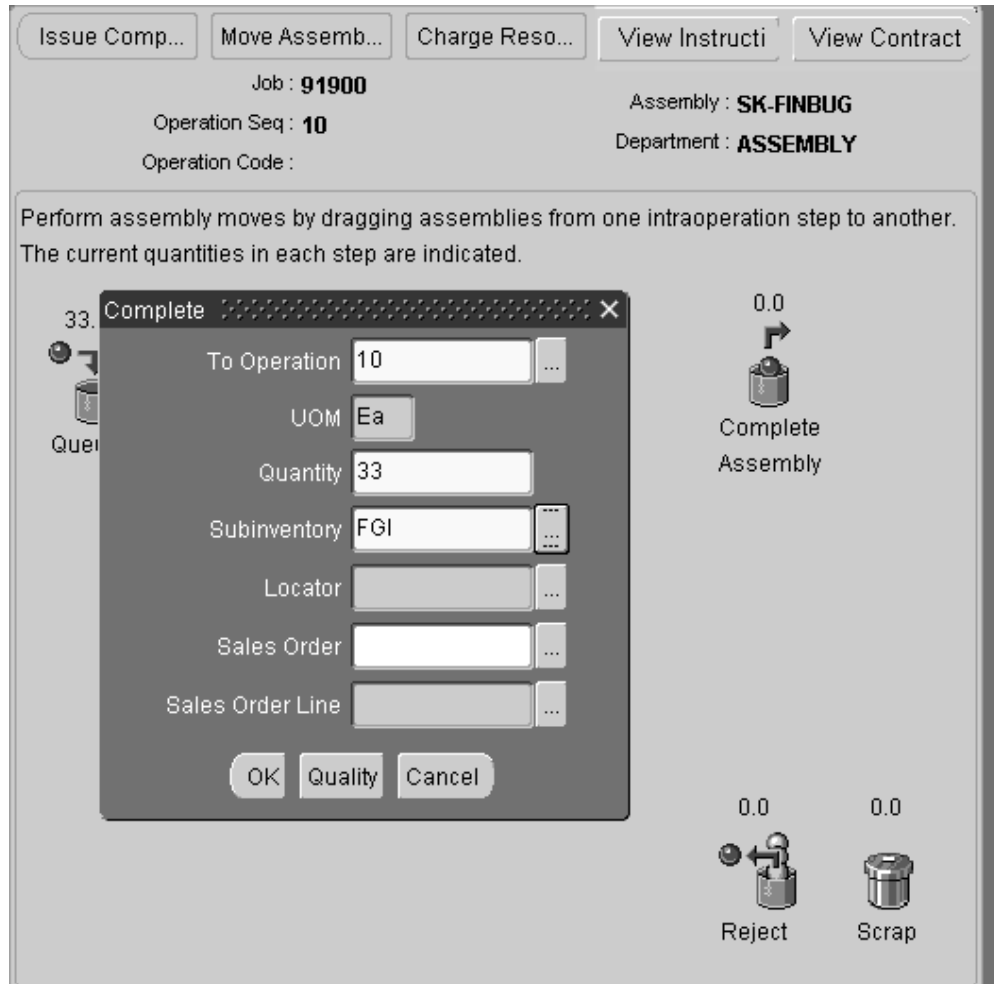 Issue Comp... Move Assemb... Charge Reso... View Instructi View Contract
Job : 91900
Assembly : SK-FINBUG
Operation Seq : 10
Department : ASSEMBLY
Operation Code :
Perform assembly moves by dragging assemblies from one intraoperation step to another.
The current quantities in each step are indicated.
33.
Complete
To Operation 10 ...
UOM Ea
Quantity 33
Subinventory FGI ...
Locator ...
Sales Order ...
Sales Order Line ...
OK Quality Cancel
Quei
0.0
Complete
Assembly
0.0 0.0
Reject Scrap